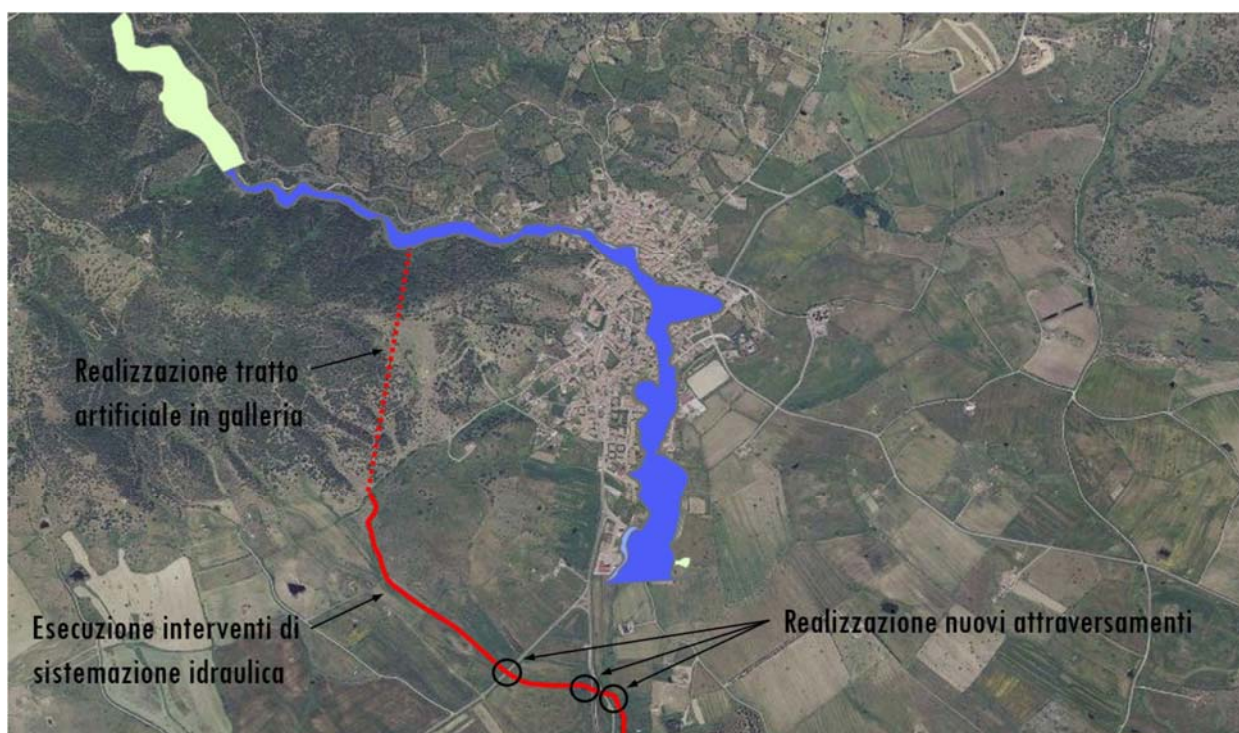 Realizzazione tratto
artificiale in galleria
Esecuzione interventi di
sistemazione idraulica
Realizzazione nuovi attraversamenti